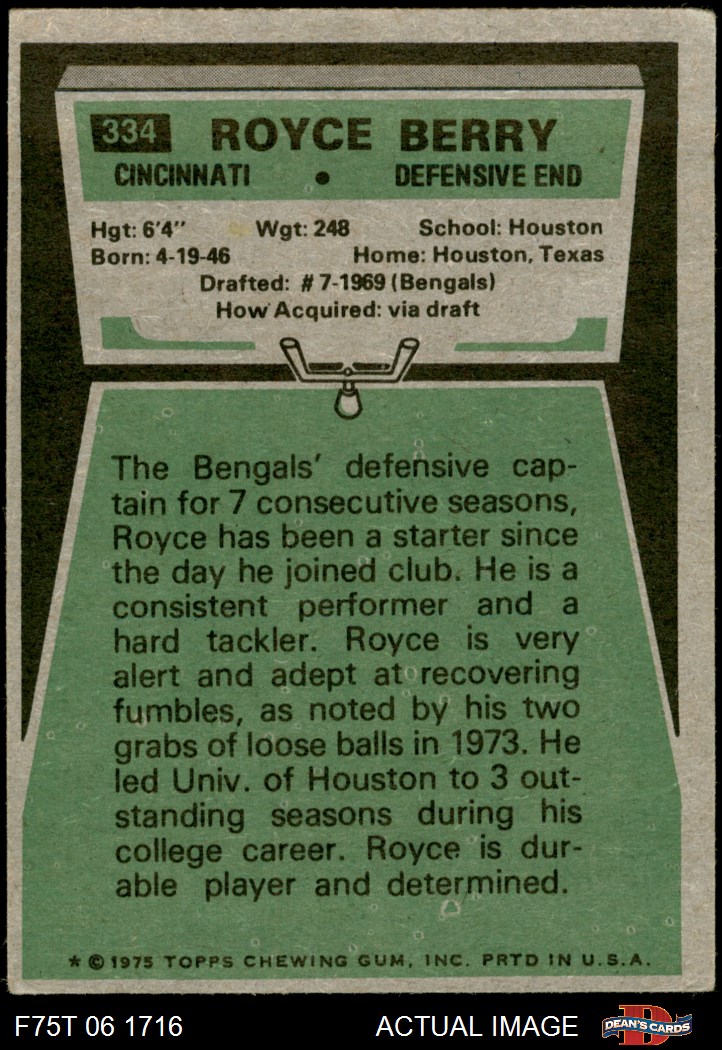 334 ROYCE BERRY
CINCINNATI • DEFENSIVE END
Hgt: 6'4" Wgt: 248 School: Houston
Born: 4-19-46 Home: Houston, Texas
Drafted: # 7-1969 (Bengals)
How Acquired: via draft
The Bengals' defensive cap-
tain for 7 consecutive seasons,
Royce has been a starter since
the day he joined club. He is a
consistent performer and a
hard tackler. Royce is very
alert and adept at recovering
fumbles, as noted by his two
grabs of loose balls in 1973. He
led Univ. of Houston to 3 out-
standing seasons during his
college career. Royce is dur-
able player and determined.
* © 1975 TOPPS CHEWING GUM, INC. PRTD IN U.S.A.
F75T 06 1716 ACTUAL IMAGE D DEAN'S CARDS